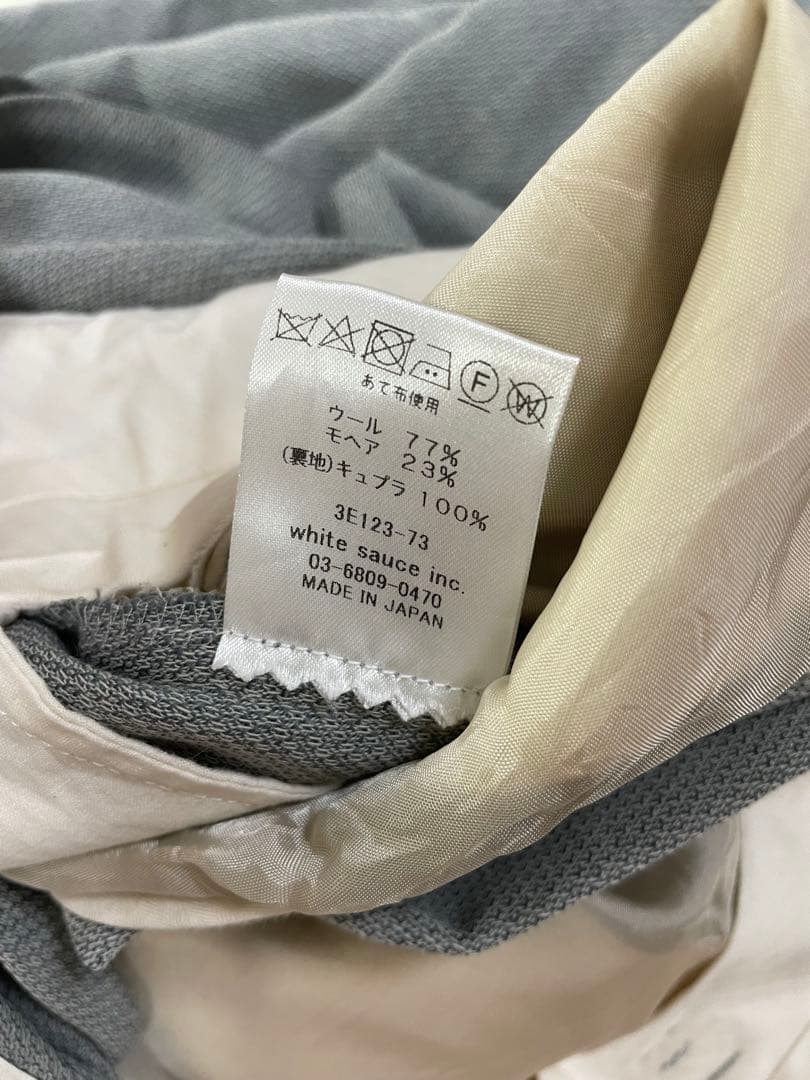 F W
あて布使用
ウール 77%
モヘア 23%
(裏地)キュプラ 100%
3E123-73
white sauce inc.
03-6809-0470
MADE IN JAPAN